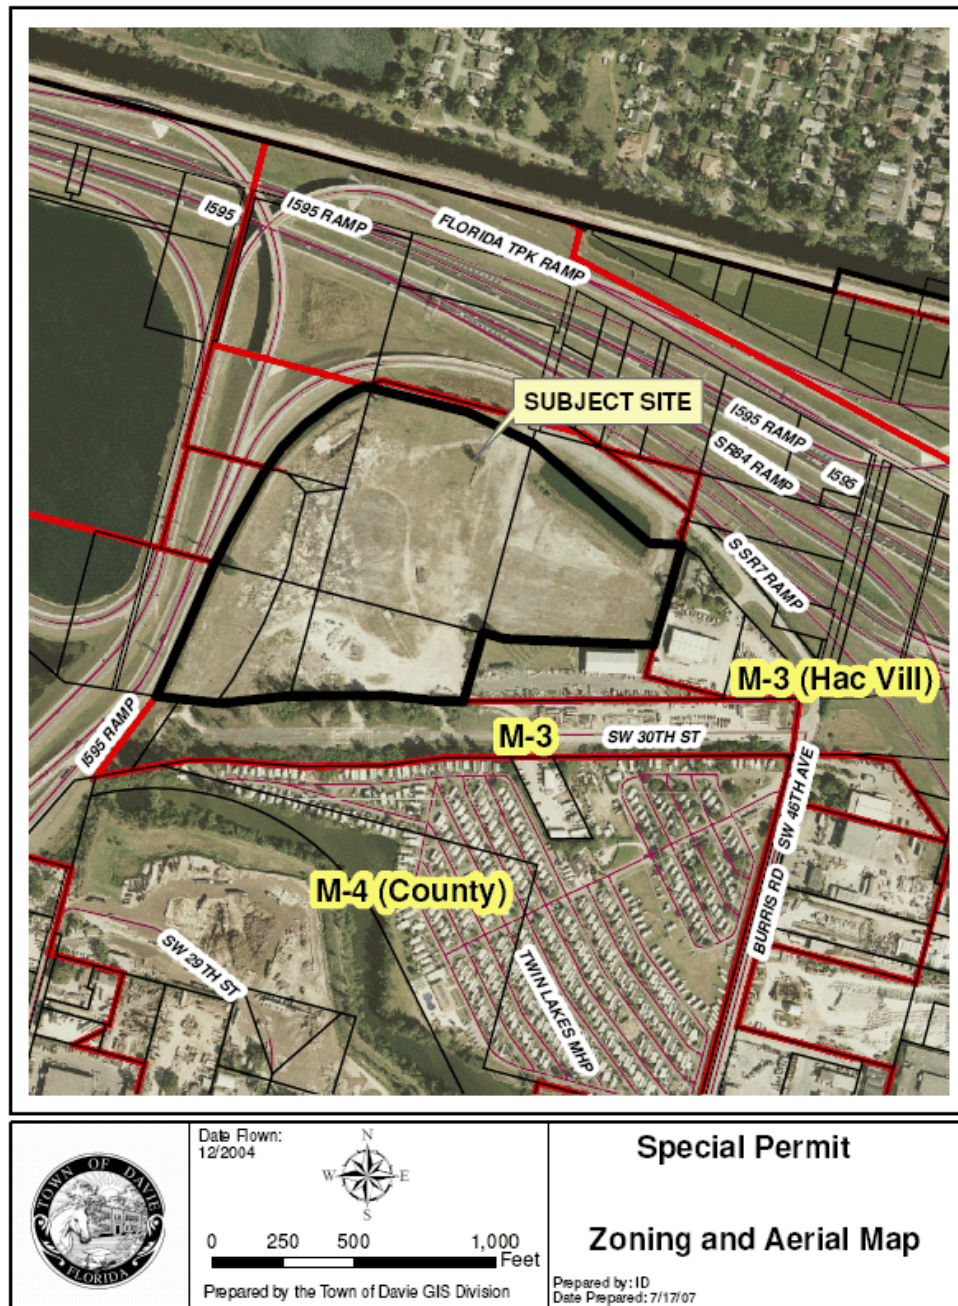 I595
I595 RAMP
FLORIDA TPK RAMP
SUBJECT SITE
I595 RAMP
SR84 RAMP
I595
S SR7 RAMP
M-3 (Hac Vill)
I595 RAMP
M-3
SW 30TH ST
SW 46TH AVE
BURRIS RD
M-4 (County)
SW 29TH ST
TWIN LAKES MHP
TOWN OF DAVIE
FLORIDA
Date Flown:
12/2004
N
W E
S
0 250 500 1,000
Feet
Prepared by the Town of Davie GIS Division
Special Permit
Zoning and Aerial Map
Prepared by: ID
Date Prepared: 7/17/07